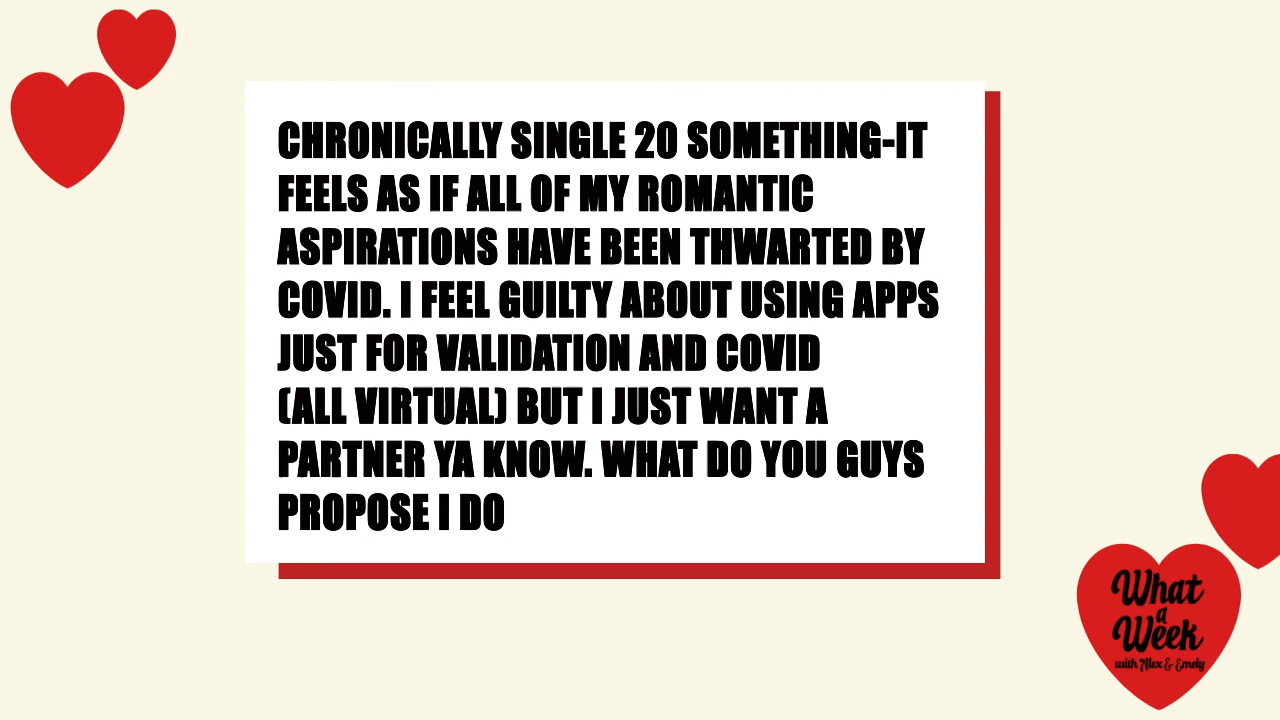 CHRONICALLY SINGLE 20 SOMETHING-IT
FEELS AS IF ALL OF MY ROMANTIC
ASPIRATIONS HAVE BEEN THWARTED BY
COVID. I FEEL GUILTY ABOUT USING APPS
JUST FOR VALIDATION AND COVID
(ALL VIRTUAL) BUT I JUST WANT A
PARTNER YA KNOW. WHAT DO YOU GUYS
PROPOSE I DO
What
a
Week
with Alex & Emely